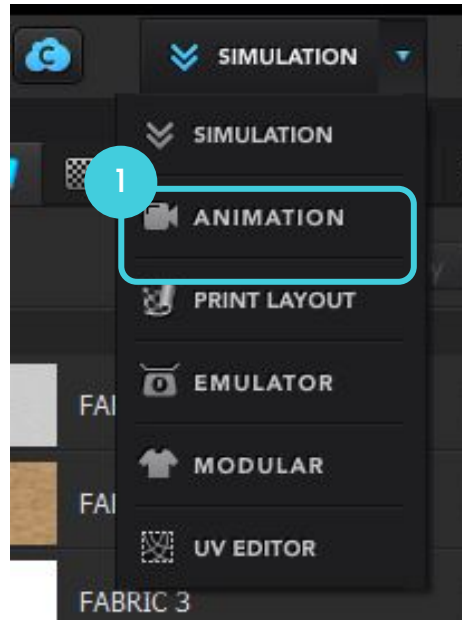 SIMULATION
SIMULATION
1
ANIMATION
PRINT LAYOUT
EMULATOR
FA
MODULAR
FA
UV EDITOR
FABRIC 3